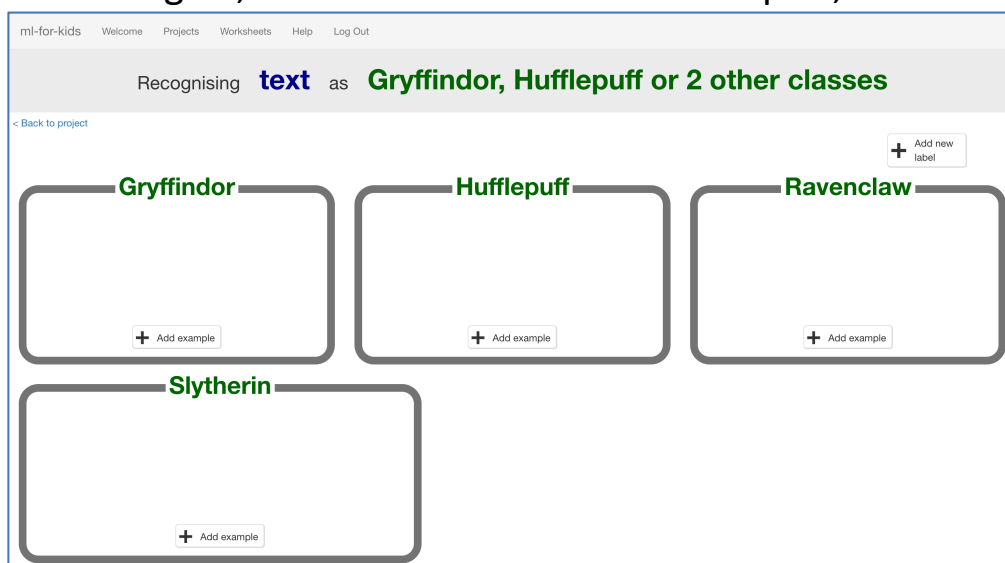 ml-for-kids Welcome Projects Worksheets Help Log Out
Recognising text as Gryffindor, Hufflepuff or 2 other classes
< Back to project
+ Add new
label
Gryffindor Hufflepuff Ravenclaw
+ Add example + Add example + Add example
Slytherin
+ Add example